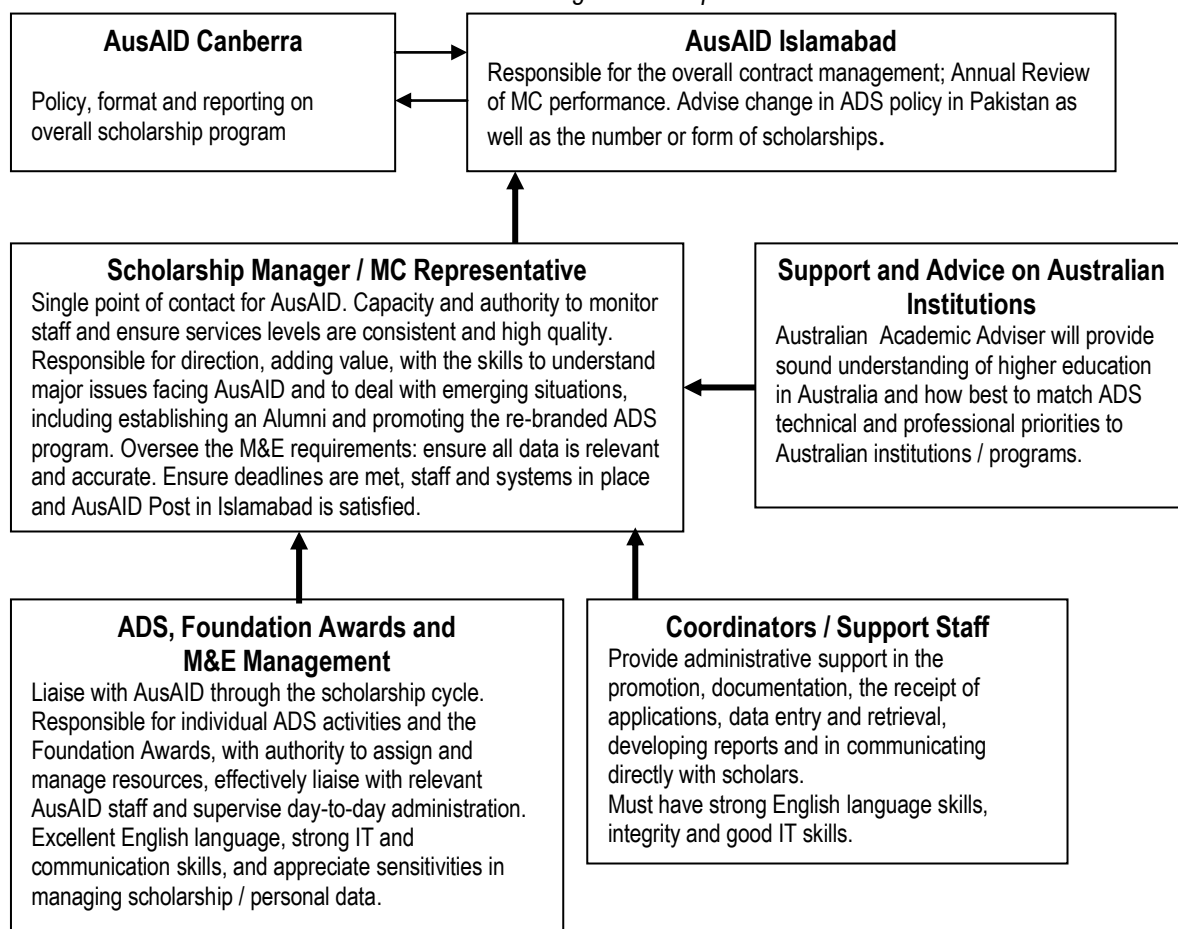 AusAID Canberra
Policy, format and reporting on
overall scholarship program
AusAID Islamabad
Responsible for the overall contract management; Annual Review
of MC performance. Advise change in ADS policy in Pakistan as
well as the number or form of scholarships.
Scholarship Manager / MC Representative
Single point of contact for AusAID. Capacity and authority to monitor
staff and ensure services levels are consistent and high quality.
Responsible for direction, adding value, with the skills to understand
major issues facing AusAID and to deal with emerging situations,
including establishing an Alumni and promoting the re-branded ADS
program. Oversee the M&E requirements: ensure all data is relevant
and accurate. Ensure deadlines are met, staff and systems in place
and AusAID Post in Islamabad is satisfied.
Support and Advice on Australian
Institutions
Australian Academic Adviser will provide
sound understanding of higher education
in Australia and how best to match ADS
technical and professional priorities to
Australian institutions / programs.
ADS, Foundation Awards and
M&E Management
Liaise with AusAID through the scholarship cycle.
Responsible for individual ADS activities and the
Foundation Awards, with authority to assign and
manage resources, effectively liaise with relevant
AusAID staff and supervise day-to-day administration.
Excellent English language, strong IT and
communication skills, and appreciate sensitivities in
managing scholarship / personal data.
Coordinators / Support Staff
Provide administrative support in the
promotion, documentation, the receipt of
applications, data entry and retrieval,
developing reports and in communicating
directly with scholars.
Must have strong English language skills,
integrity and good IT skills.